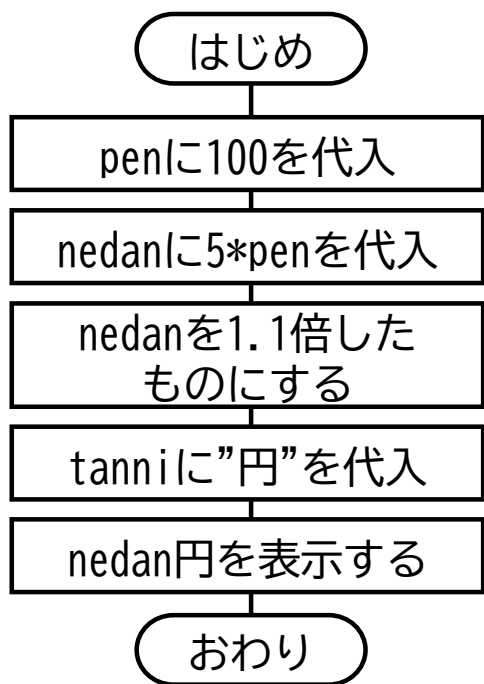 はじめ
penに100を代入
nedanに5*penを代入
nedanを1.1倍した
ものにする
tanniに”円”を代入
nedan円を表示する
おわり